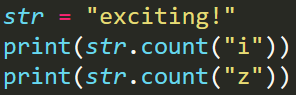 str = "exciting!"
print(str.count("i"))
print(str.count("z"))